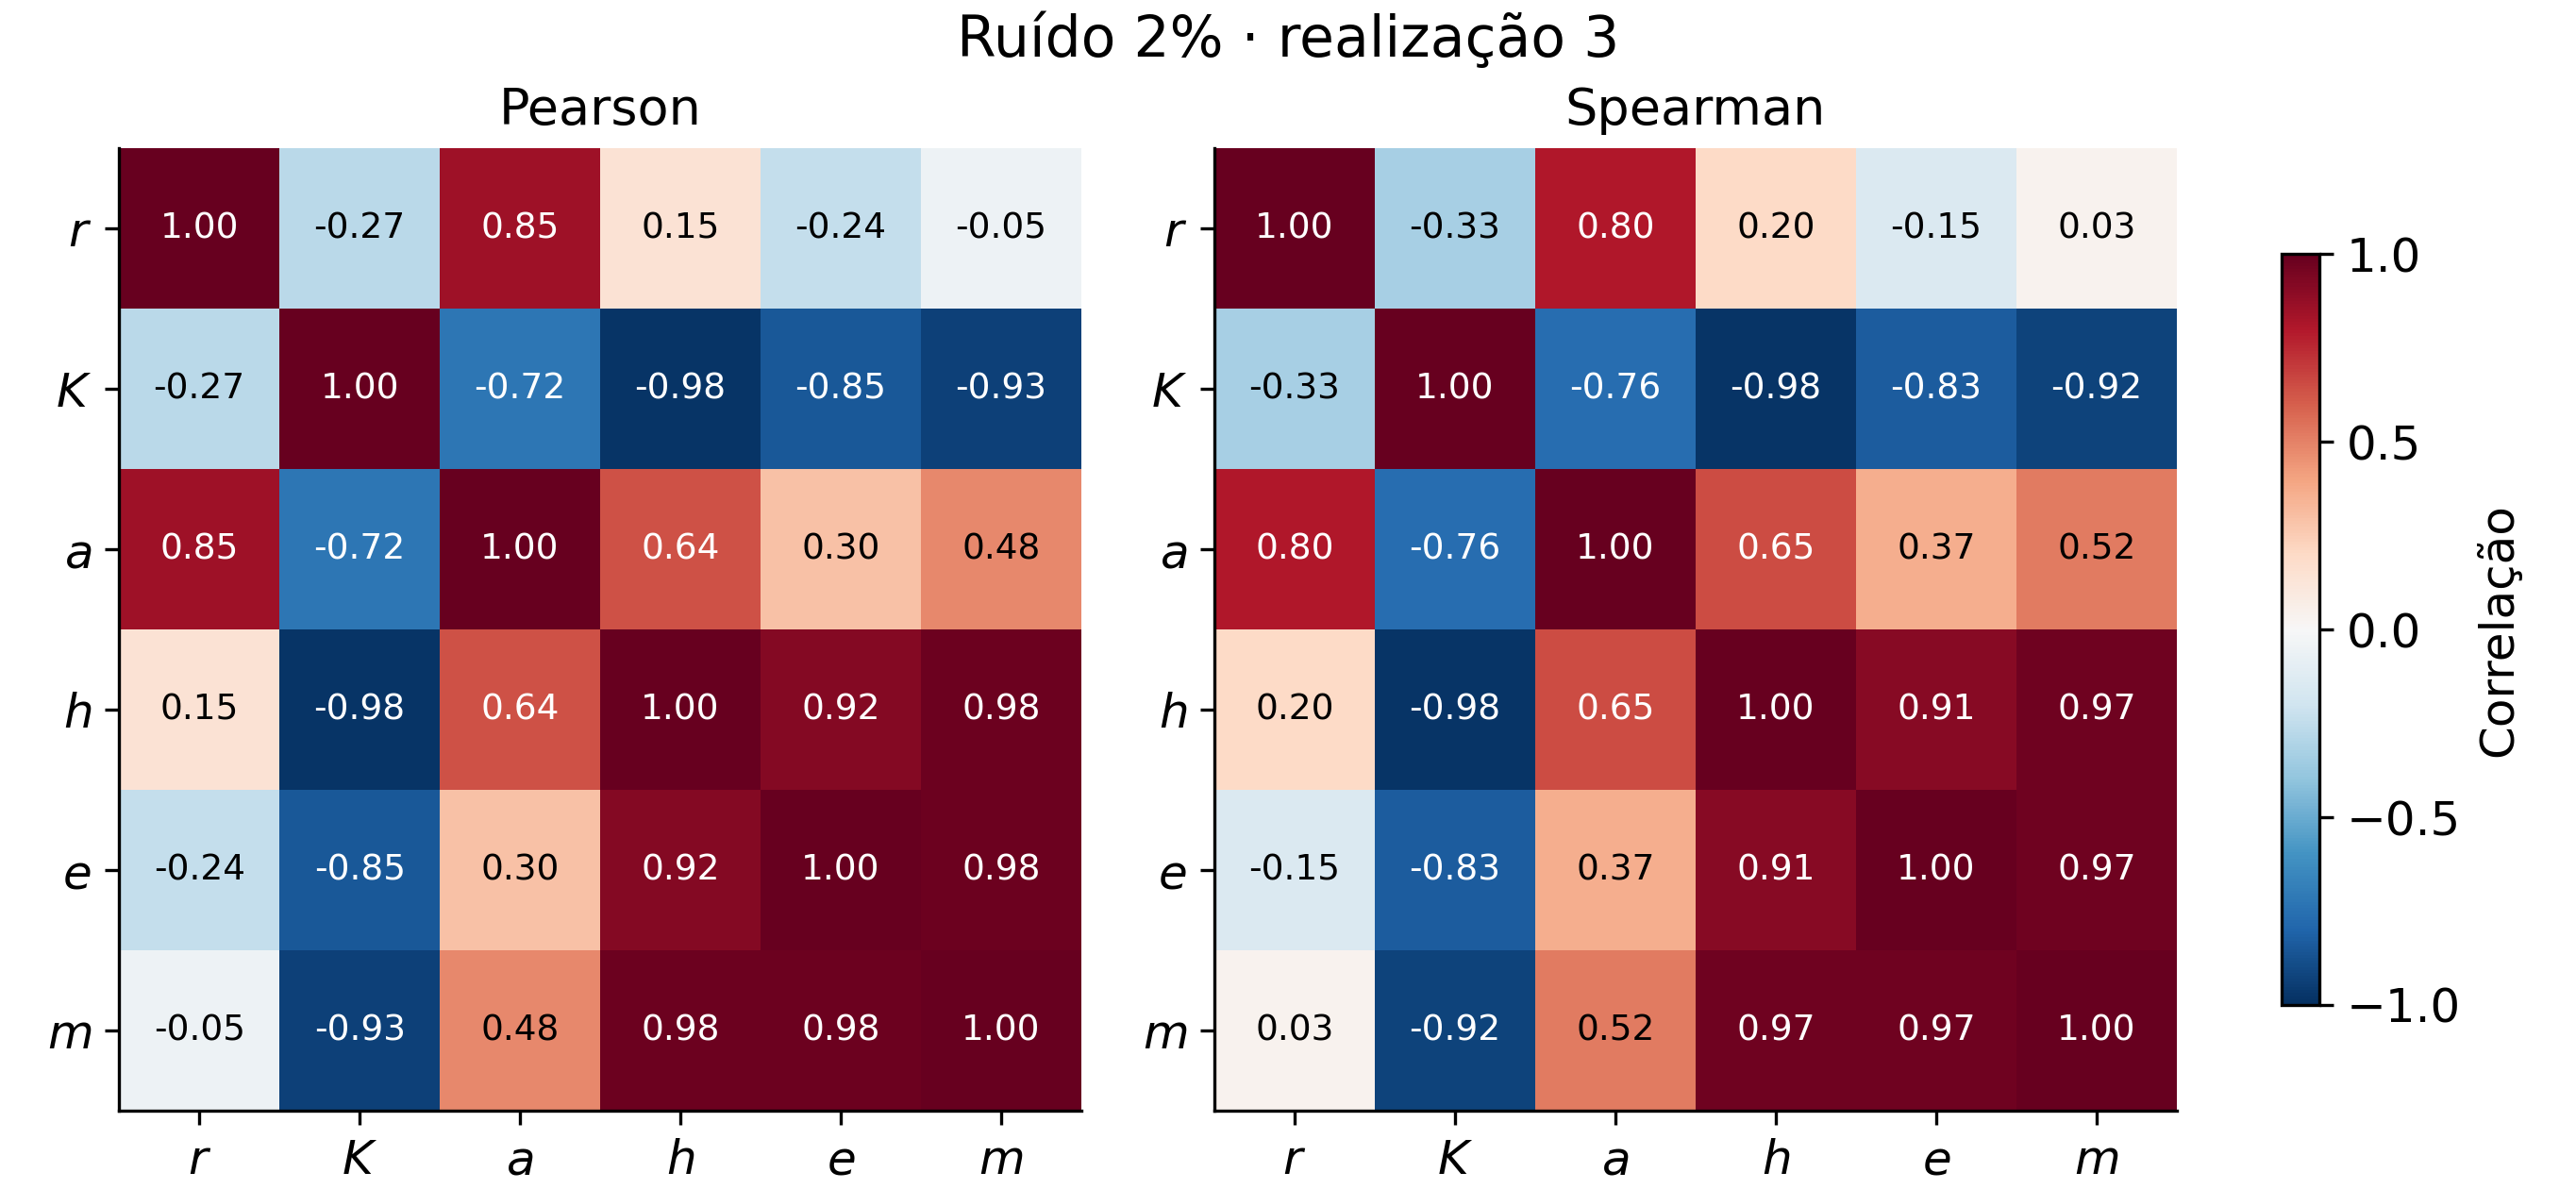 Ruído 2% · realização 3
Pearson
r 1.00 -0.27 0.85 0.15 -0.24 -0.05
K -0.27 1.00 -0.72 -0.98 -0.85 -0.93
a 0.85 -0.72 1.00 0.64 0.30 0.48
h 0.15 -0.98 0.64 1.00 0.92 0.98
e -0.24 -0.85 0.30 0.92 1.00 0.98
m -0.05 -0.93 0.48 0.98 0.98 1.00
r K a h e m
Spearman
r 1.00 -0.33 0.80 0.20 -0.15 0.03
K -0.33 1.00 -0.76 -0.98 -0.83 -0.92
a 0.80 -0.76 1.00 0.65 0.37 0.52
h 0.20 -0.98 0.65 1.00 0.91 0.97
e -0.15 -0.83 0.37 0.91 1.00 0.97
m 0.03 -0.92 0.52 0.97 0.97 1.00
r K a h e m
1.0
0.5
0.0
−0.5
−1.0
Correlação